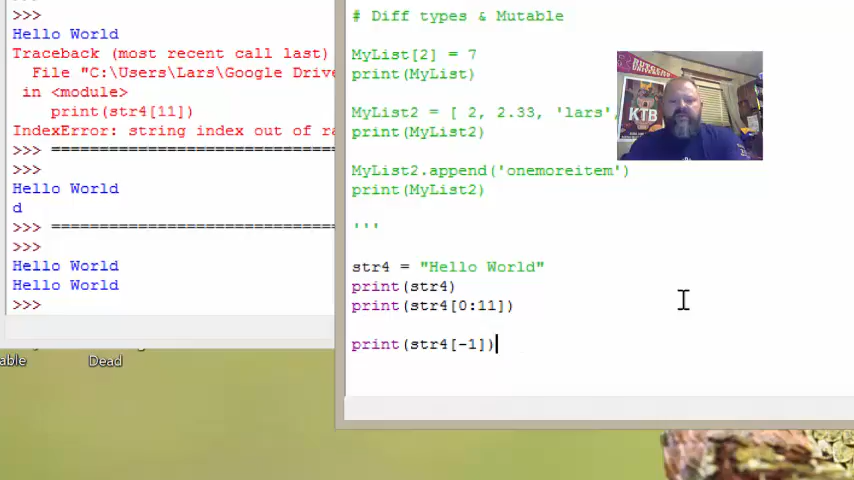 >>>
Hello World
Traceback (most recent call last)
File "C:\Users\Lars\Google Drive
in <module>
print(str4[11])
IndexError: string index out of ra
>>> ==============================
>>>
Hello World
d
>>> ==============================
>>>
Hello World
Hello World
>>>
Dead
# Diff types & Mutable
MyList[2] = 7
print(MyList)
MyList2 = [ 2, 2.33, 'lars',
print(MyList2)
MyList2.append('onemoreitem')
print(MyList2)
'''
str4 = "Hello World"
print(str4)
print(str4[0:11])
print(str4[-1])
RUTGERS
UNIVERSITY
KTB